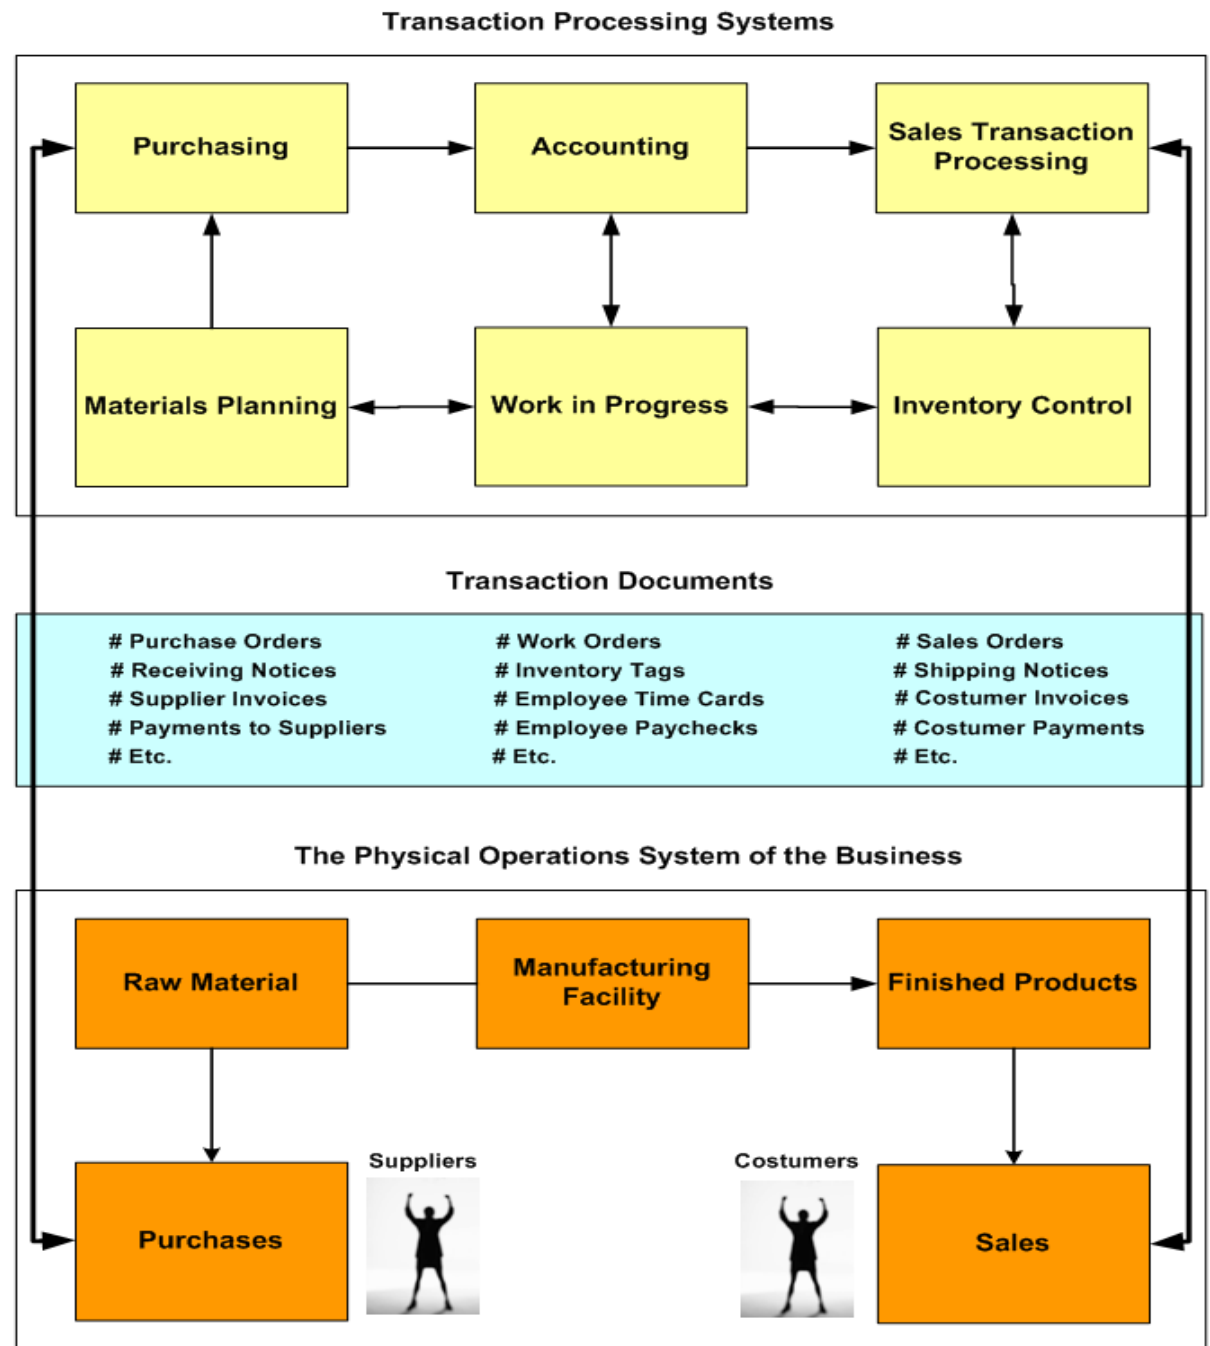 Transaction Processing Systems
Purchasing
Accounting
Sales Transaction
Processing
Materials Planning
Work in Progress
Inventory Control
Transaction Documents
# Purchase Orders
# Receiving Notices
# Supplier Invoices
# Payments to Suppliers
# Etc.
# Work Orders
# Inventory Tags
# Employee Time Cards
# Employee Paychecks
# Etc.
# Sales Orders
# Shipping Notices
# Costumer Invoices
# Costumer Payments
# Etc.
The Physical Operations System of the Business
Raw Material
Manufacturing
Facility
Finished Products
Purchases
Suppliers
Costumers
Sales